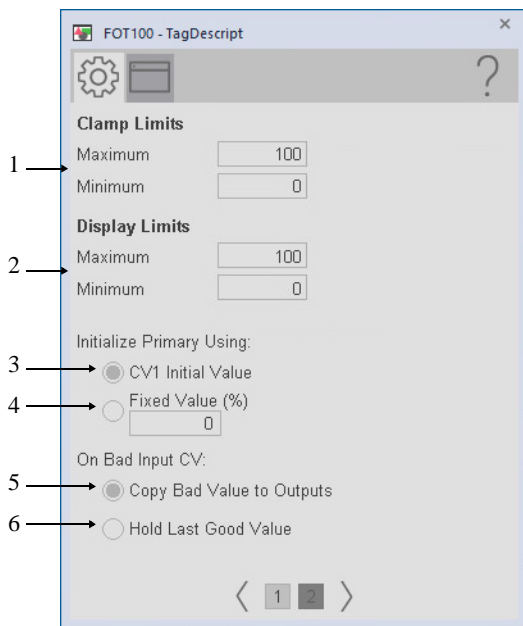 FOT100 - TagDescript
×
?
Clamp Limits
1
Maximum 100
Minimum 0
Display Limits
2
Maximum 100
Minimum 0
Initialize Primary Using:
3
CV1 Initial Value
4
Fixed Value (%)
0
On Bad Input CV:
5
Copy Bad Value to Outputs
6
Hold Last Good Value
1 2